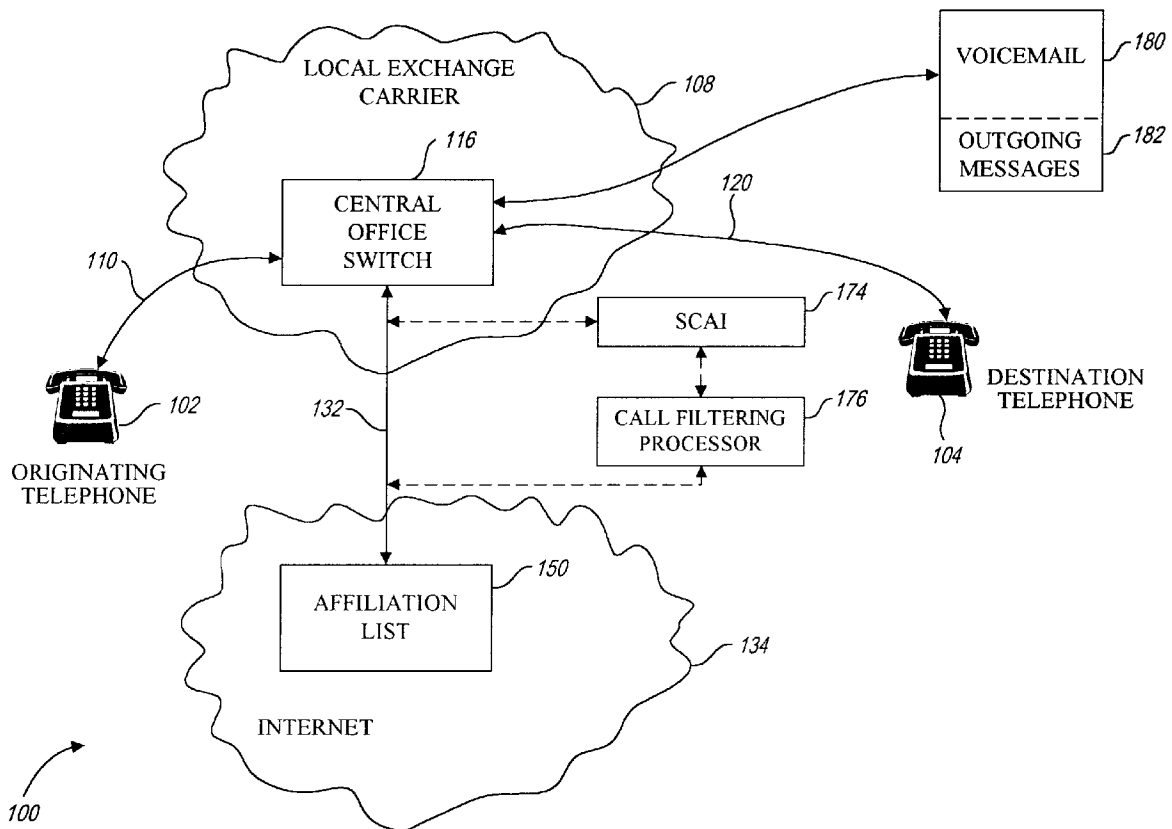 LOCAL EXCHANGE
CARRIER
108
VOICEMAIL
180
OUTGOING
MESSAGES
182
116
CENTRAL
OFFICE
SWITCH
120
110
174
SCAI
102
ORIGINATING
TELEPHONE
132
CALL FILTERING
PROCESSOR
176
DESTINATION
TELEPHONE
104
150
AFFILIATION
LIST
134
INTERNET
100